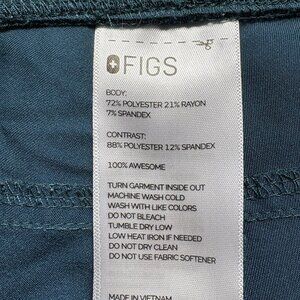 FIGS
BODY:
72% POLYESTER 21% RAYON
7% SPANDEX
CONTRAST:
88% POLYESTER 12% SPANDEX
100% AWESOME
TURN GARMENT INSIDE OUT
MACHINE WASH COLD
WASH WITH LIKE COLORS
DO NOT BLEACH
TUMBLE DRY LOW
LOW HEAT IRON IF NEEDED
DO NOT DRY CLEAN
DO NOT USE FABRIC SOFTENER
MADE IN VIETNAM